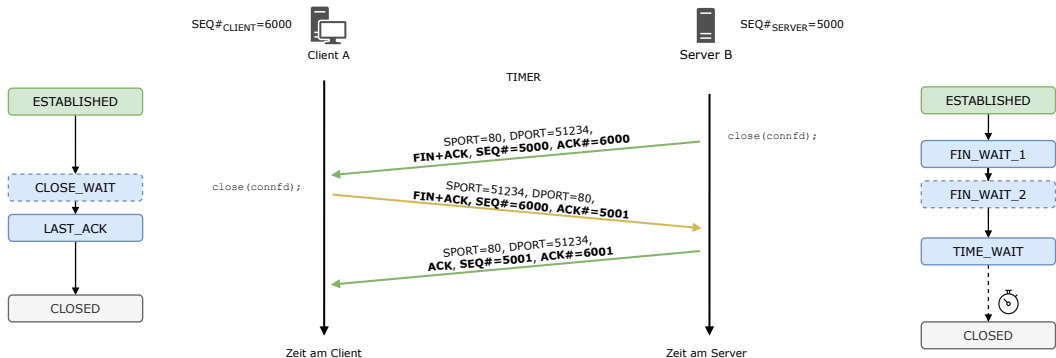 SEQ#CLIENT=6000
SEQ#SERVER=5000
Client A
Server B
TIMER
ESTABLISHED
CLOSE_WAIT
LAST_ACK
CLOSED
close(connfd);
SPORT=80, DPORT=51234,
FIN+ACK, SEQ#=5000, ACK#=6000
close(connfd);
SPORT=51234, DPORT=80,
FIN+ACK, SEQ#=6000, ACK#=5001
SPORT=80, DPORT=51234,
ACK, SEQ#=5001, ACK#=6001
ESTABLISHED
FIN_WAIT_1
FIN_WAIT_2
TIME_WAIT
CLOSED
Zeit am Client
Zeit am Server